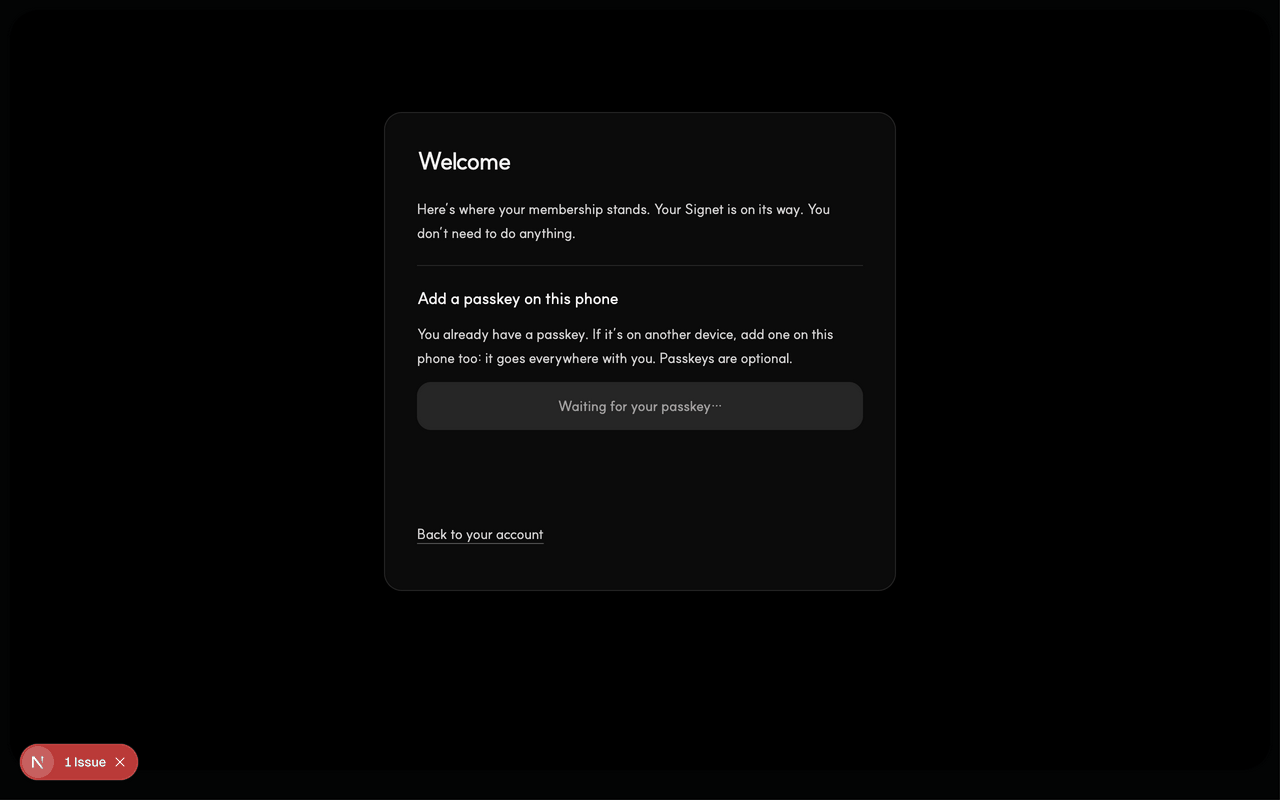 Welcome
Here's where your membership stands. Your Signet is on its way. You
don't need to do anything.
Add a passkey on this phone
You already have a passkey. If it's on another device, add one on this
phone too: it goes everywhere with you. Passkeys are optional.
Waiting for your passkey…
Back to your account
N 1 Issue